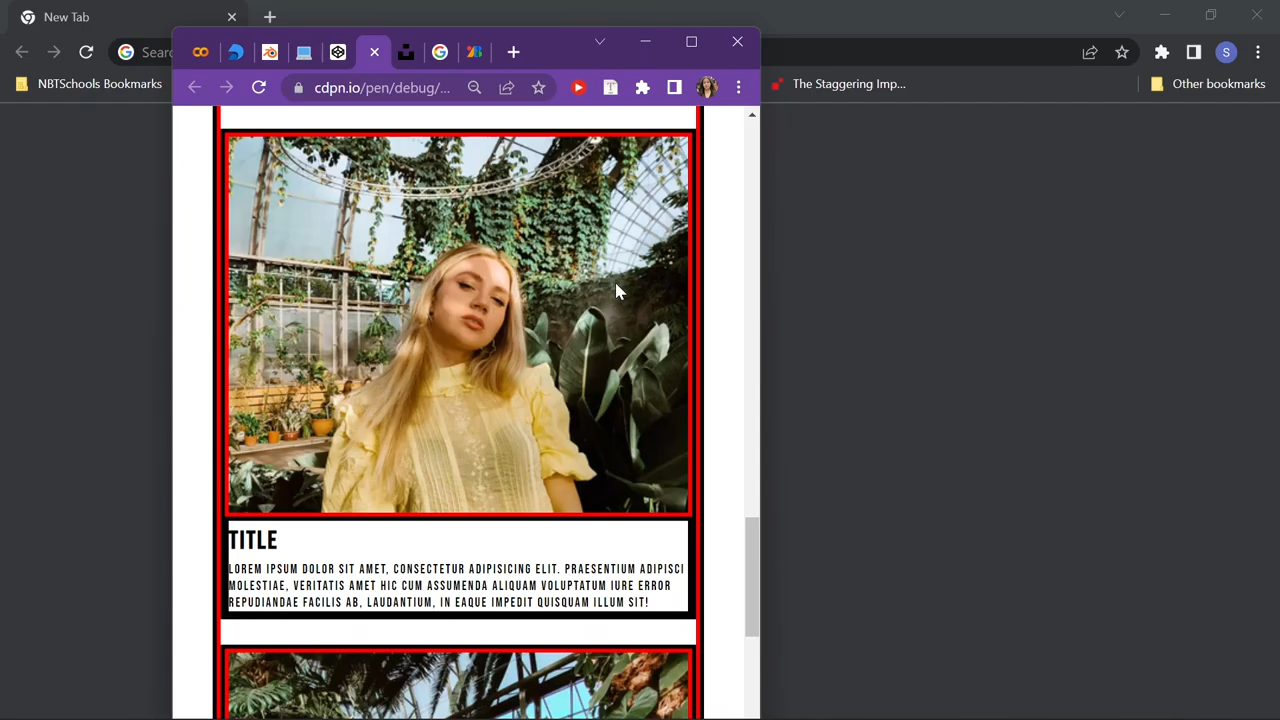 New Tab
Sear
NBTSchools Bookmarks
The Staggering Imp...
Other bookmarks
S
cdpn.io/pen/debug/...
TITLE
LOREM IPSUM DOLOR SIT AMET, CONSECTETUR ADIPISICING ELIT. PRAESENTIUM ADIPISCI
MOLESTIAE, VERITATIS AMET HIC CUM ASSUMENDA ALIQUAM VOLUPTATUM IURE ERROR
REPUDIANDAE FACILIS AB, LAUDANTIUM, IN EAQUE IMPEDIT QUISQUAM ILLUM SIT!